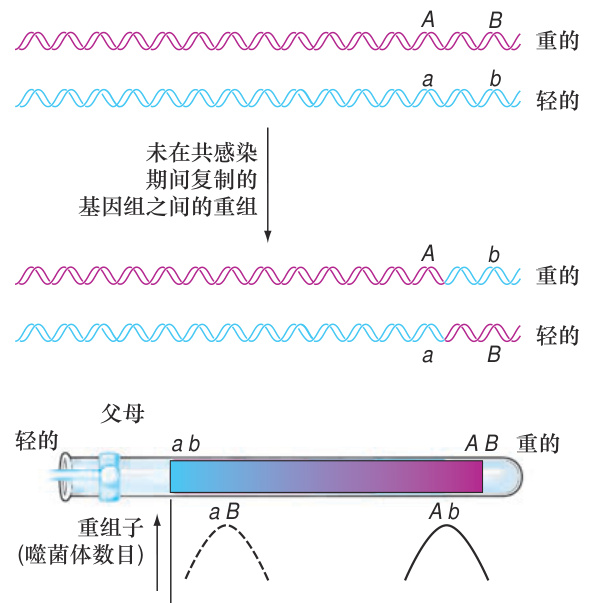 A B
重的
a b
轻的
未在共感染
期间复制的
基因组之间的重组
A b
重的
轻的
a B
父母
轻的
a b
A B
重的
a B
A b
重组子
(噬菌体数目)